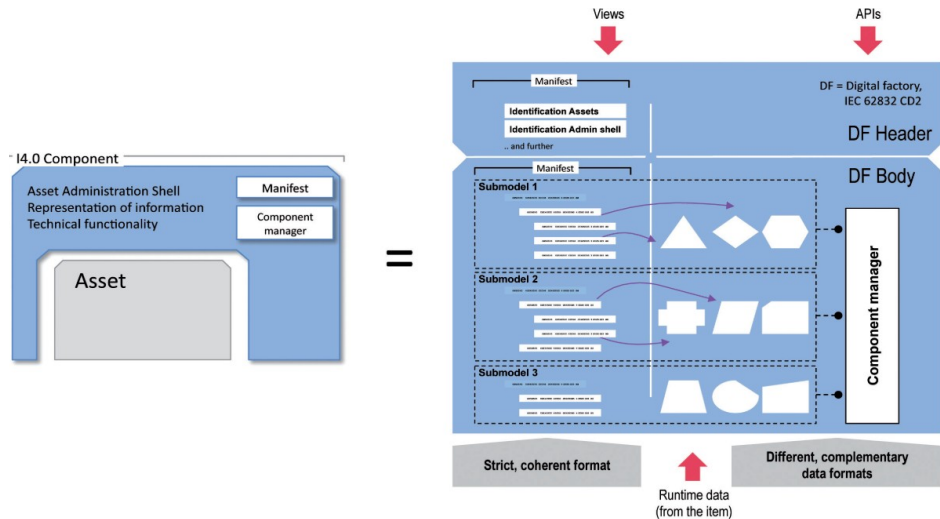 Views
APIs
Manifest
DF = Digital factory,
IEC 62832 CD2
Identification Assets
Identification Admin shell
.. and further
DF Header
I4.0 Component
Asset Administration Shell
Representation of information
Technical functionality
Manifest
Component
manager
Asset
=
Manifest
DF Body
Submodel 1
Submodel 2
Submodel 3
Component manager
Strict, coherent format
Different, complementary
data formats
Runtime data
(from the item)